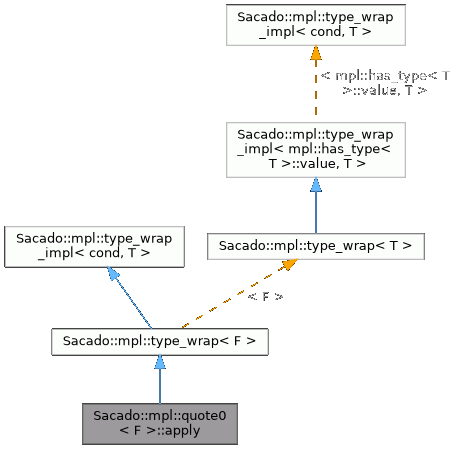 Sacado::mpl::type_wrap
_impl< cond, T >
< mpl::has_type< T
>::value, T >
Sacado::mpl::type_wrap
_impl< mpl::has_type<
T >::value, T >
Sacado::mpl::type_wrap
_impl< cond, T >
Sacado::mpl::type_wrap< T >
< F >
Sacado::mpl::type_wrap< F >
Sacado::mpl::quote0
< F >::apply